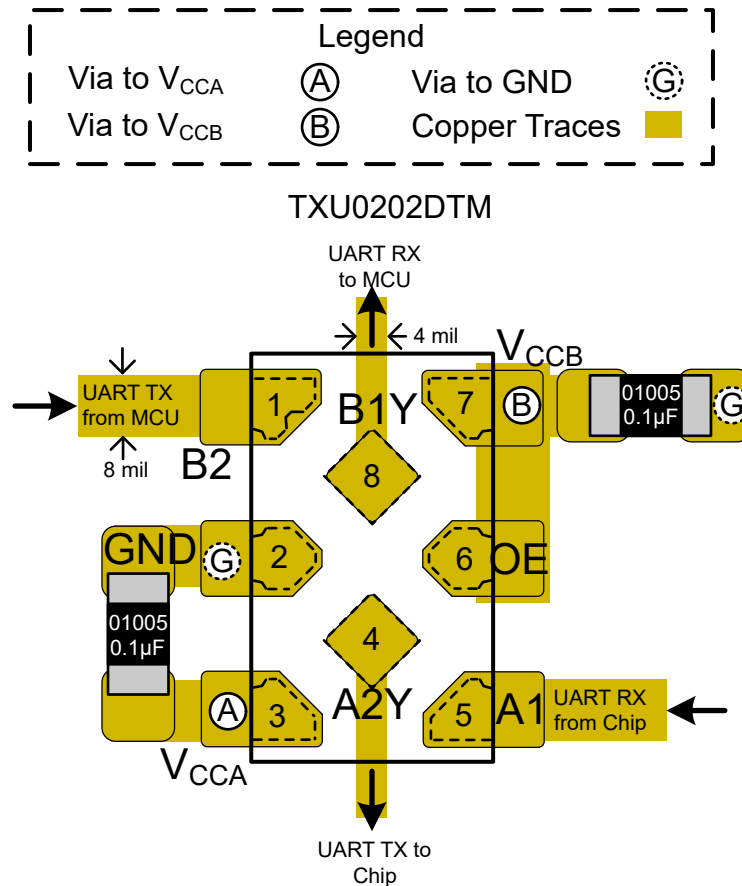 Legend
Via to VCCA A Via to GND G
Via to VCCB B Copper Traces
TXU0202DTM
UART RX
to MCU
4 mil
VCCB
UART TX
from MCU
8 mil
1
B1Y
7
B
01005
0.1µF
G
B2
8
GND
G
2
6
OE
01005
0.1µF
4
A
3
A2Y
5
A1
UART RX
from Chip
VCCA
UART TX to
Chip